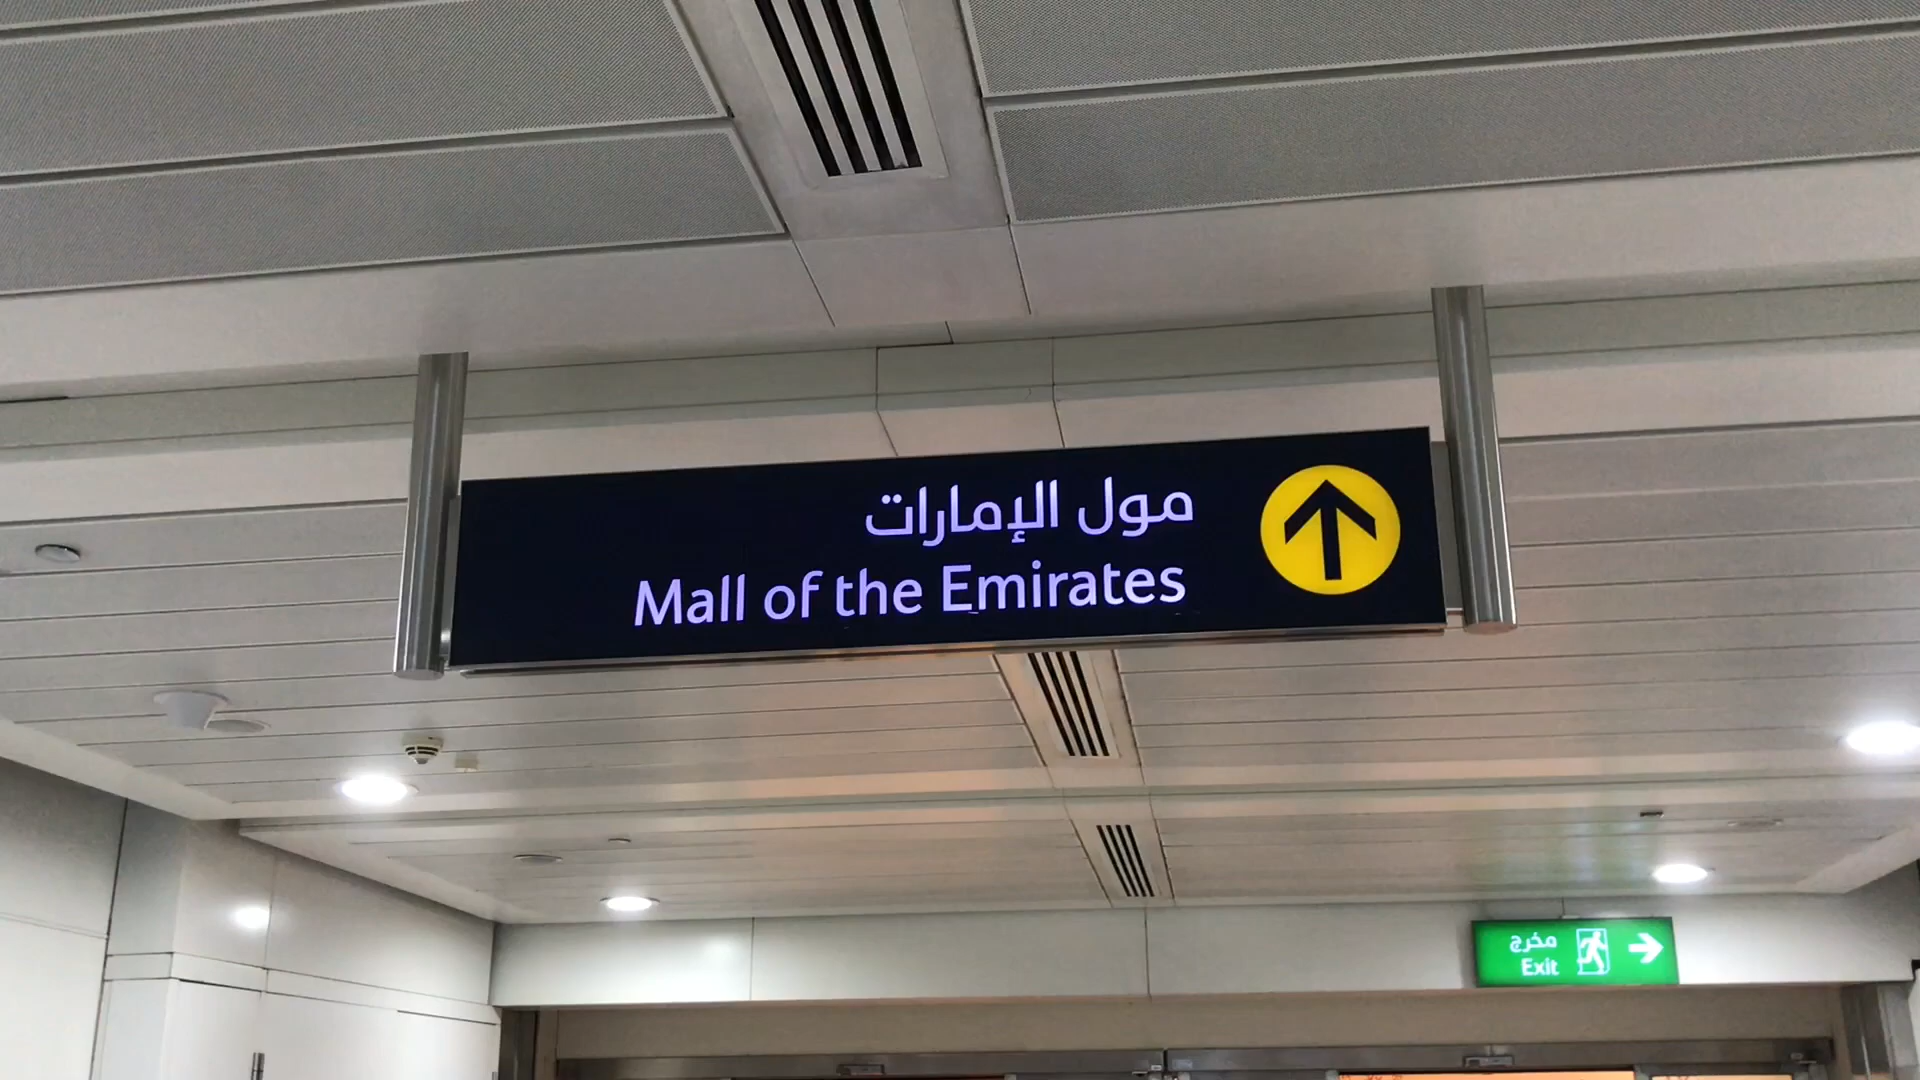 مول الإمارات
Mall of the Emirates
مخرج
Exit